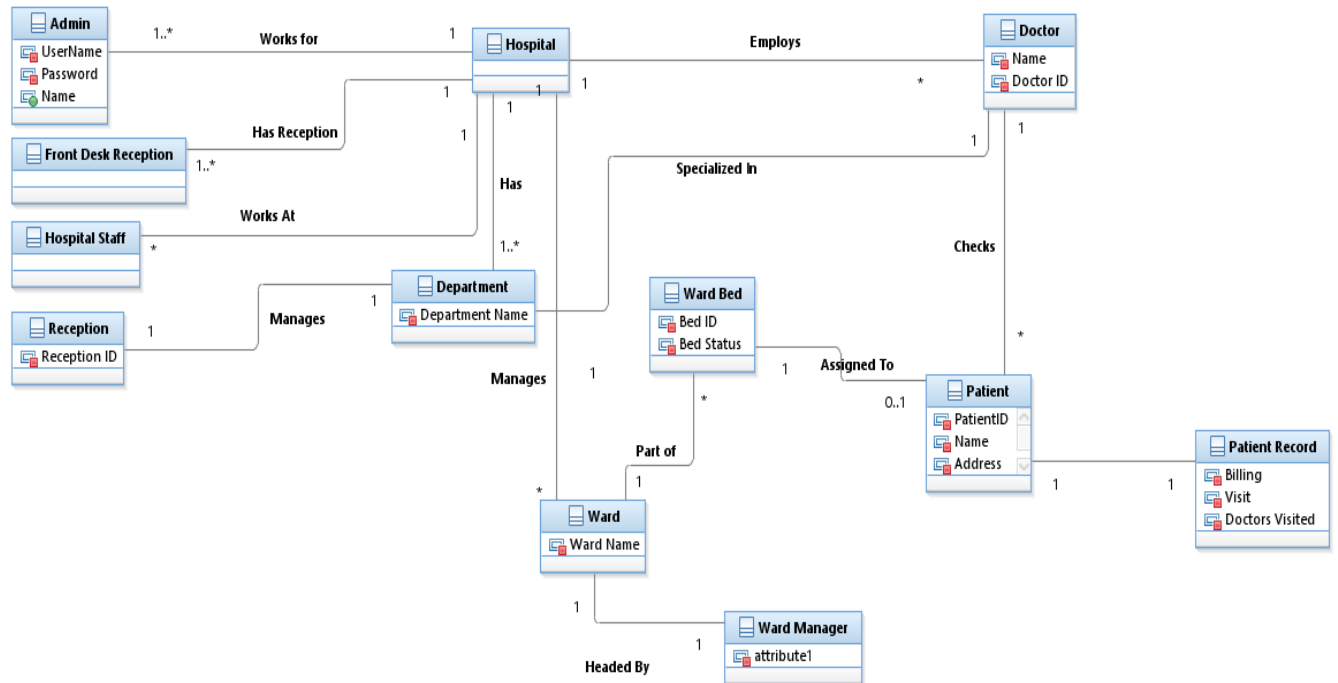 Admin
UserName
Password
Name
1..*
Works for
1
Hospital
1
1
1
1
1
Employs
*
Doctor
Name
Doctor ID
1
1
Has Reception
Front Desk Reception
1..*
Specialized In
Has
Works At
Hospital Staff
*
1..*
Checks
Department
Department Name
1
Manages
Reception
Reception ID
1
Ward Bed
Bed ID
Bed Status
*
1
Assigned To
0..1
*
Manages
1
Patient
PatientID
Name
Address
1
1
Patient Record
Billing
Visit
Doctors Visited
Part of
1
*
Ward
Ward Name
1
1
Headed By
Ward Manager
attribute1